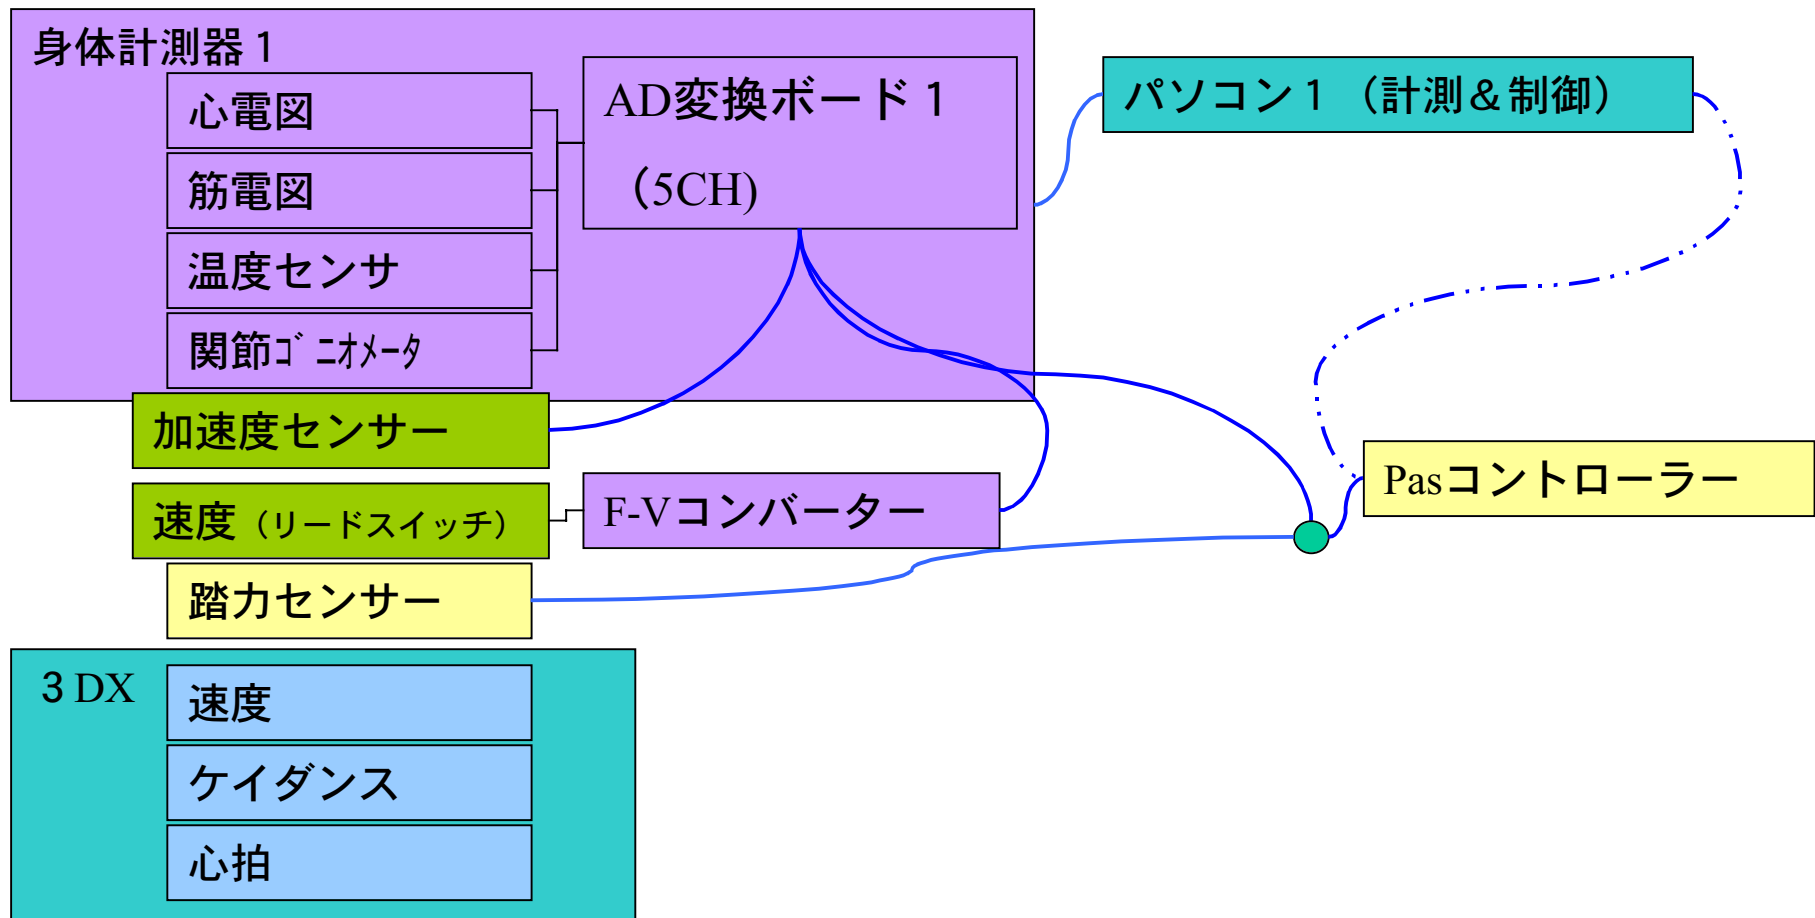 身体計測器１
心電図
筋電図
温度センサ
関節ｺﾞﾆｵﾒｰﾀ
AD変換ボード１
（5CH)
パソコン１（計測＆制御）
加速度センサー
速度（リードスイッチ）
F-Vコンバーター
Pasコントローラー
踏力センサー
３DX
速度
ケイダンス
心拍